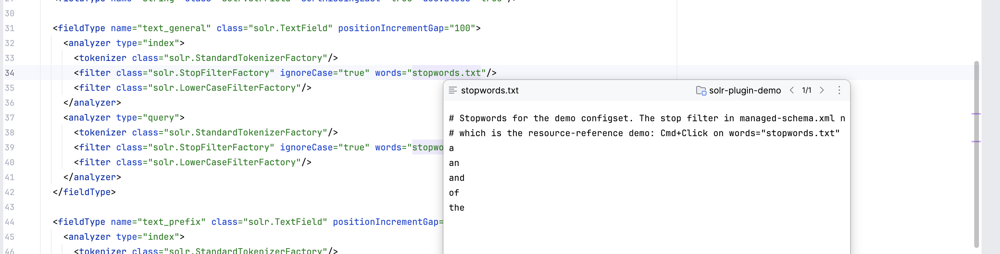 30
31 <fieldType name="text_general" class="solr.TextField" positionIncrementGap="100">
32 <analyzer type="index">
33 <tokenizer class="solr.StandardTokenizerFactory"/>
34 <filter class="solr.StopFilterFactory" ignoreCase="true" words="stopwords.txt"/>
35 <filter class="solr.LowerCaseFilterFactory"/>
36 </analyzer>
37 <analyzer type="query">
38 <tokenizer class="solr.StandardTokenizerFactory"/>
39 <filter class="solr.StopFilterFactory" ignoreCase="true" words="stopwo
40 <filter class="solr.LowerCaseFilterFactory"/>
41 </analyzer>
42 </fieldType>
43
44 <fieldType name="text_prefix" class="solr.TextField" positionIncrementGap=
45 <analyzer type="index">
46 <tokenizer class="solr.StandardTokenizerFactory"/>
stopwords.txt solr-plugin-demo 1/1
# Stopwords for the demo configset. The stop filter in managed-schema.xml n
# which is the resource-reference demo: Cmd+Click on words="stopwords.txt"
a
an
and
of
the